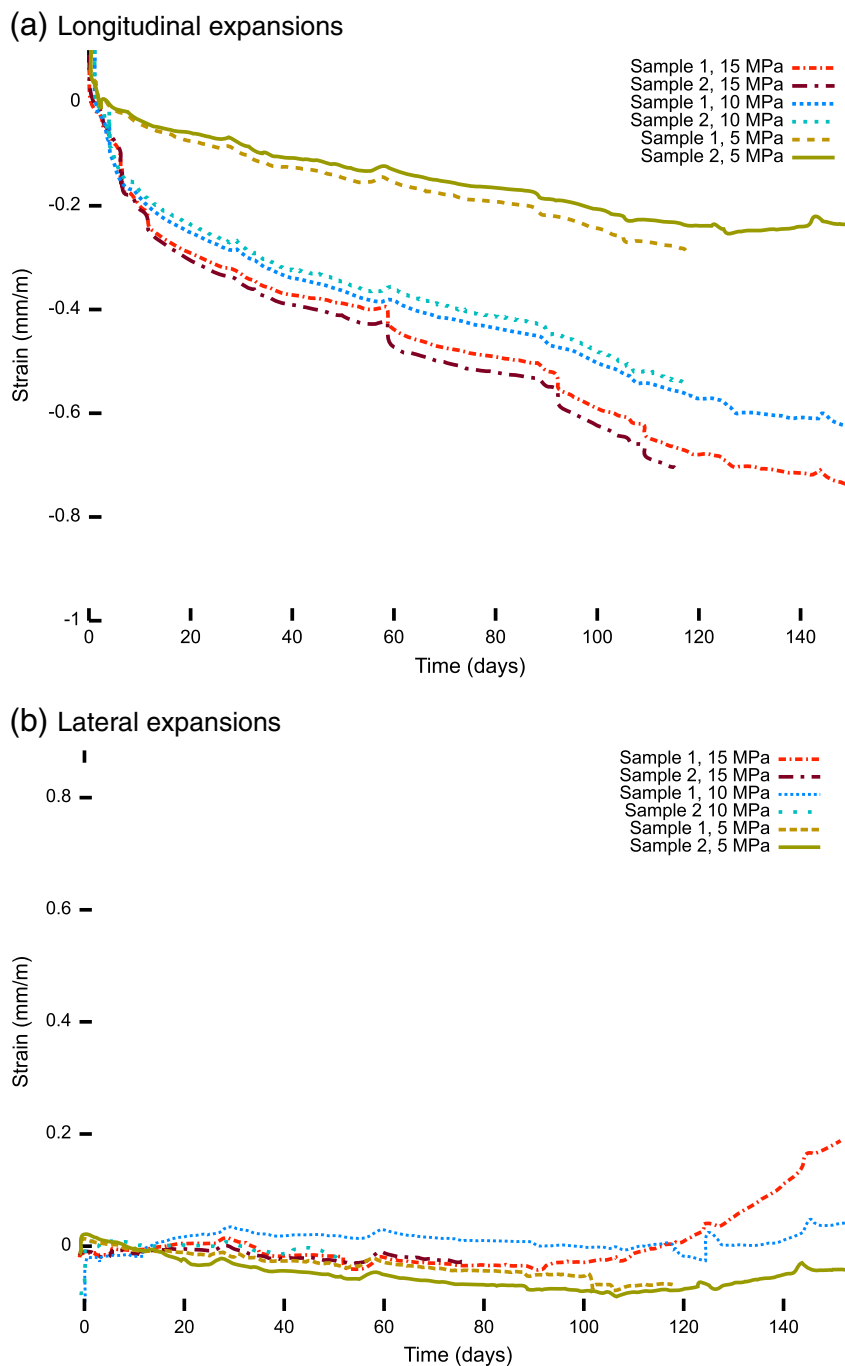 (a) Longitudinal expansions
Sample 1, 15 MPa
Sample 2, 15 MPa
Sample 1, 10 MPa
Sample 2, 10 MPa
Sample 1, 5 MPa
Sample 2, 5 MPa
0
-0.2
-0.4
-0.6
-0.8
-1
Strain (mm/m)
0 20 40 60 80 100 120 140
Time (days)
(b) Lateral expansions
Sample 1, 15 MPa
Sample 2, 15 MPa
Sample 1, 10 MPa
Sample 2 10 MPa
Sample 1, 5 MPa
Sample 2, 5 MPa
0.8
0.6
0.4
0.2
0
Strain (mm/m)
0 20 40 60 80 100 120 140
Time (days)